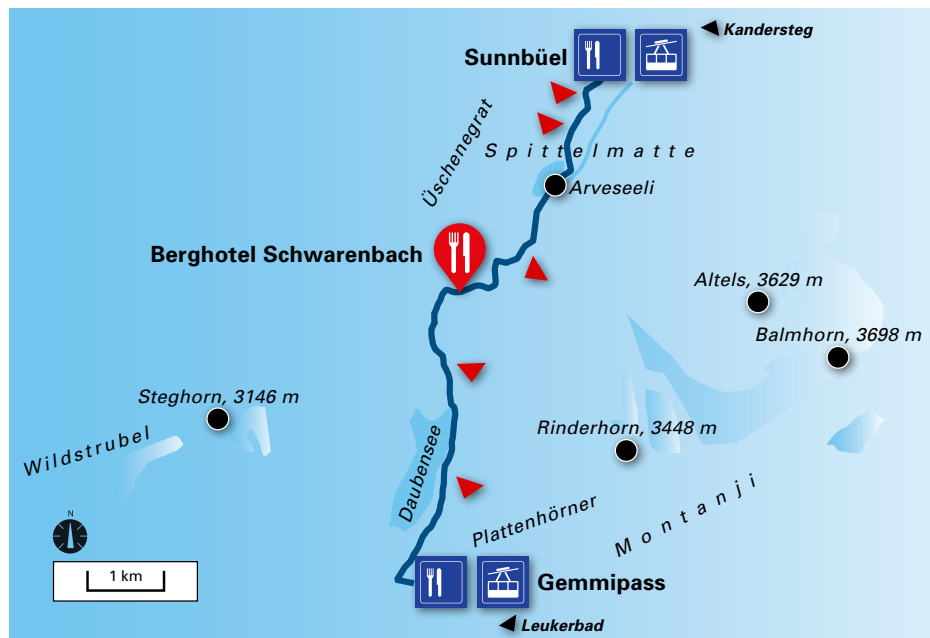 Kandersteg
Sunnbüel
Üschenegrat
Spittelmatte
Arveseeli
Berghotel Schwarenbach
Altels, 3629 m
Balmhorn, 3698 m
Steghorn, 3146 m
Wildstrubel
Rinderhorn, 3448 m
Daubensee
Plattenhörner
Montanji
N
1 km
Gemmipass
Leukerbad